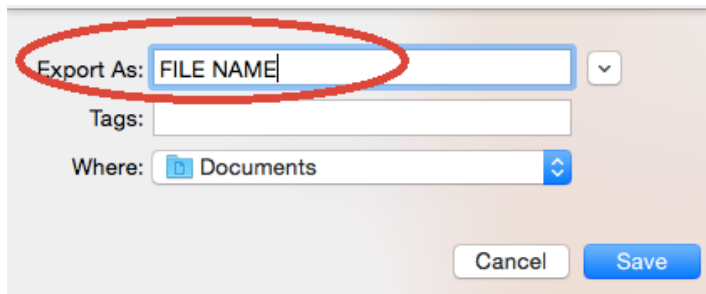 Export As: FILE NAME
Tags:
Where: Documents
Cancel Save